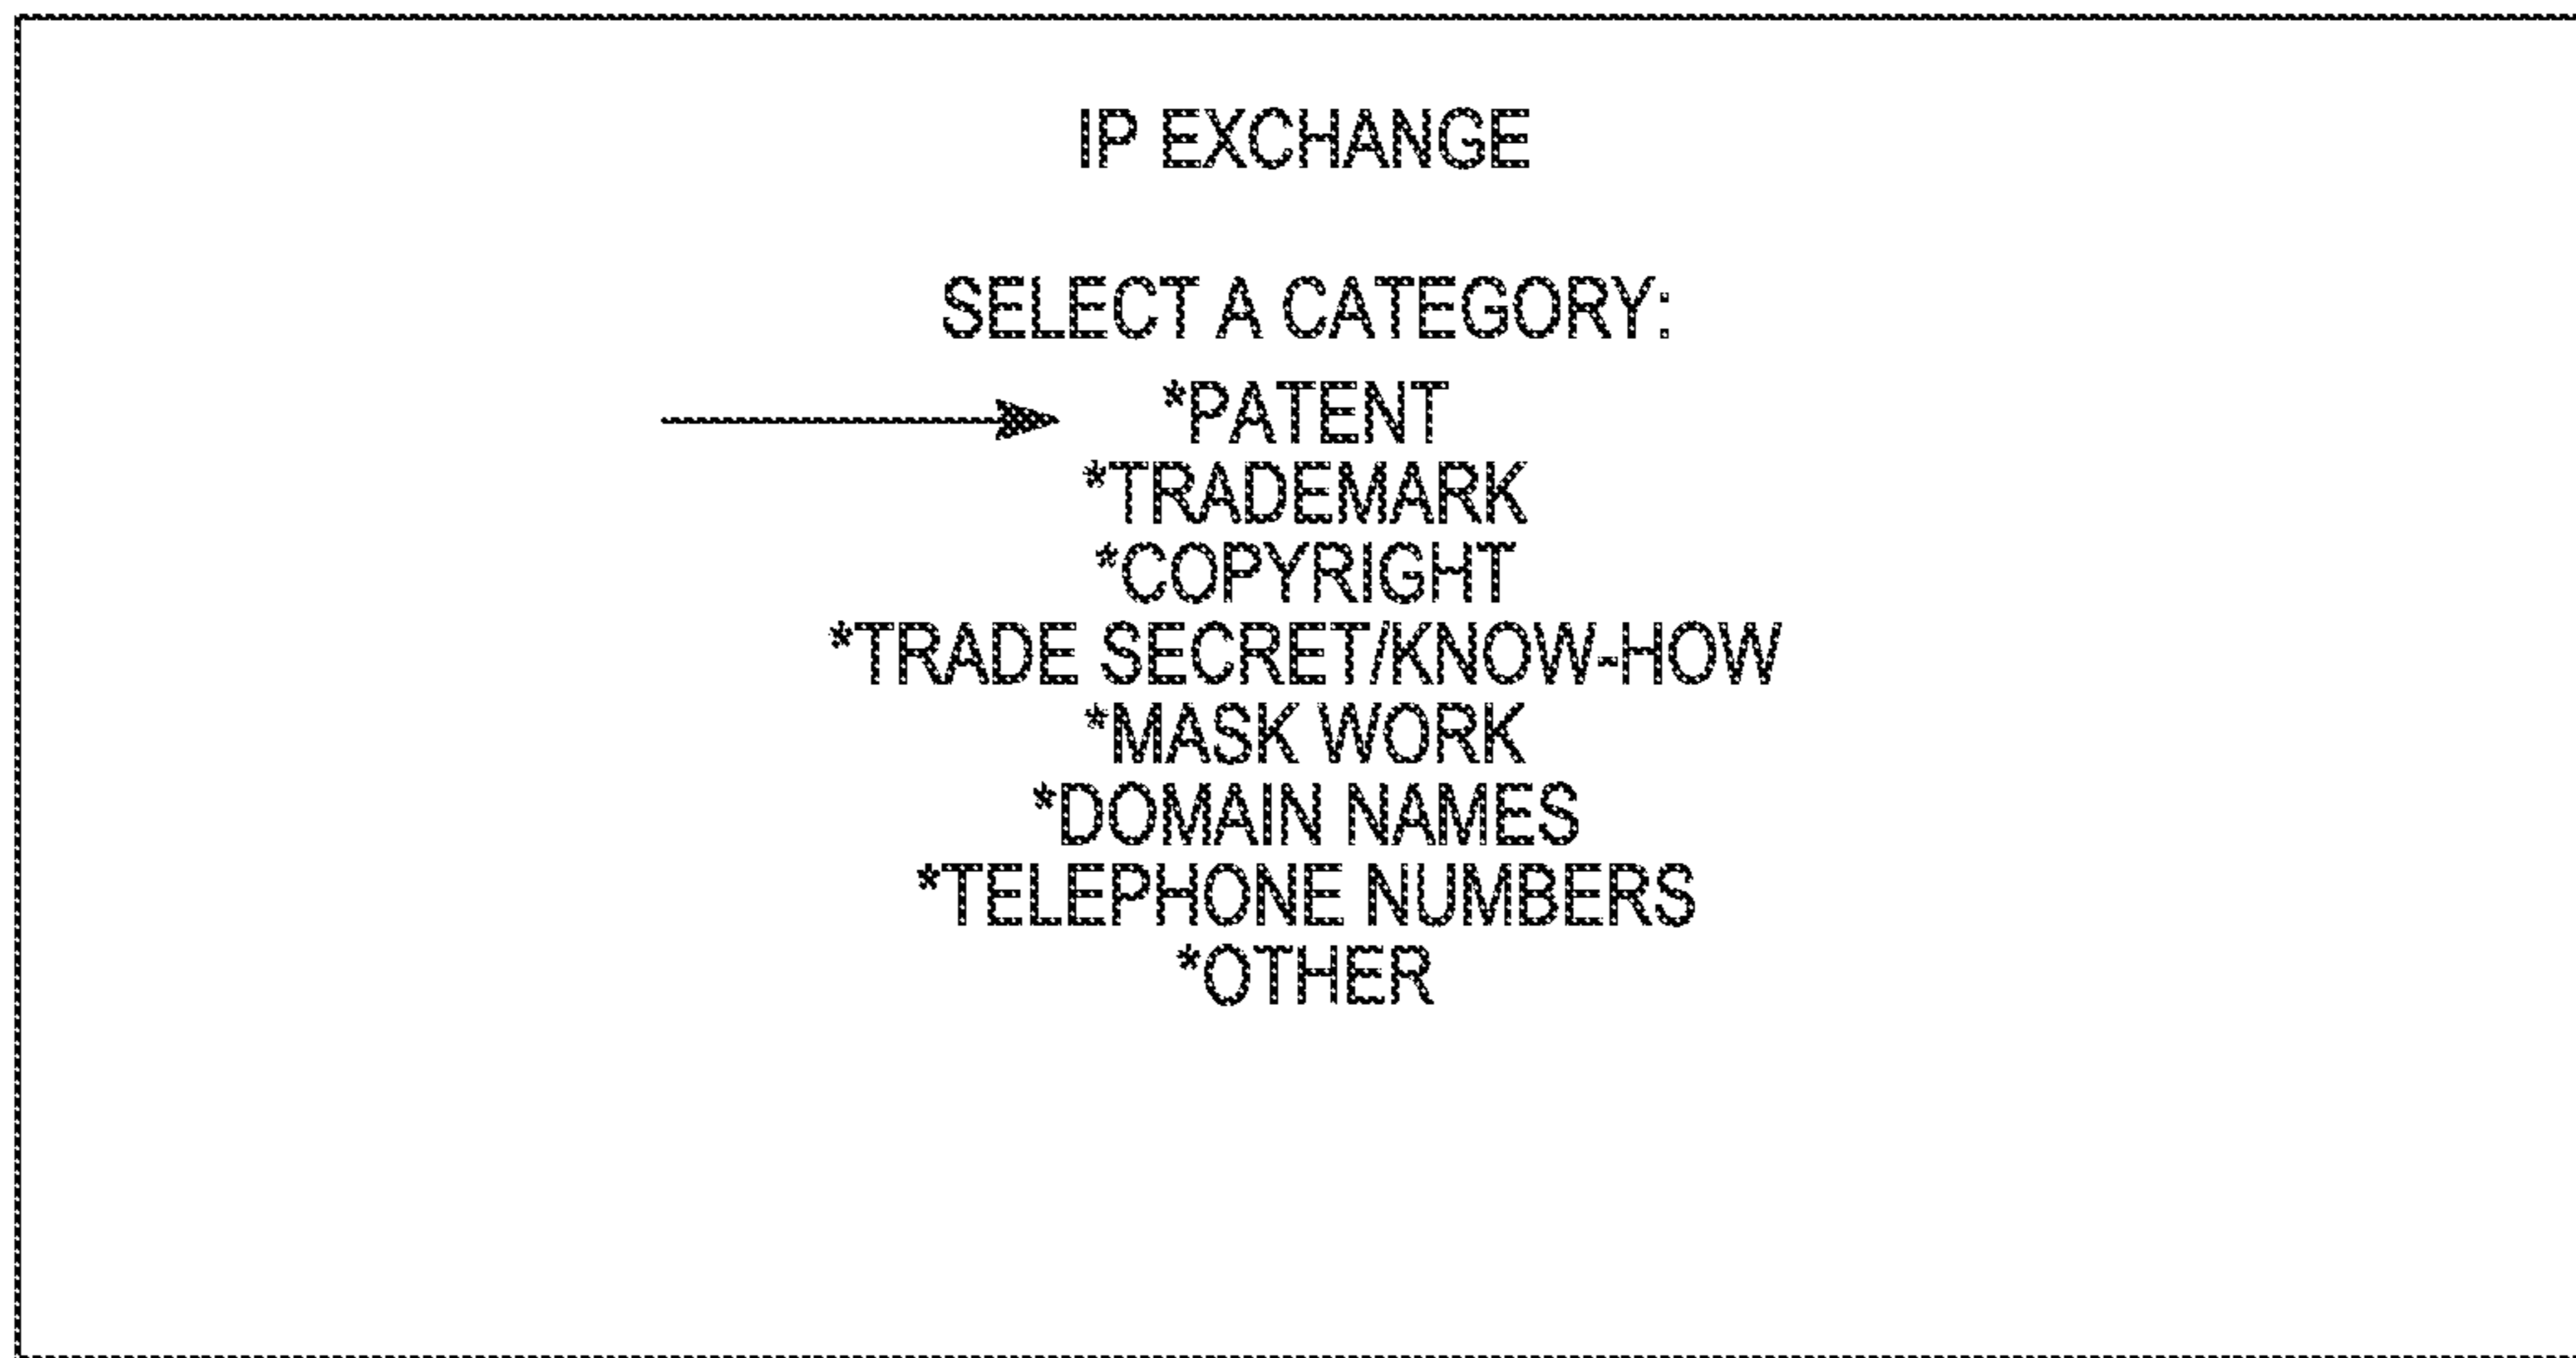 IP EXCHANGE
SELECT A CATEGORY:
*PATENT
*TRADEMARK
*COPYRIGHT
*TRADE SECRET/KNOW-HOW
*MASK WORK
*DOMAIN NAMES
*TELEPHONE NUMBERS
*OTHER